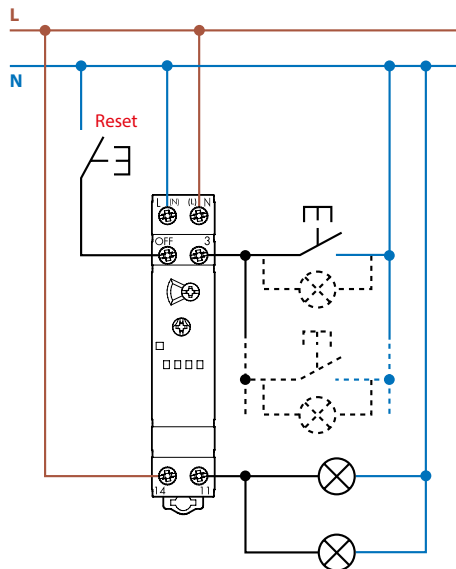 L
N
Reset
L (N) (L) N
OFF 3
14 11